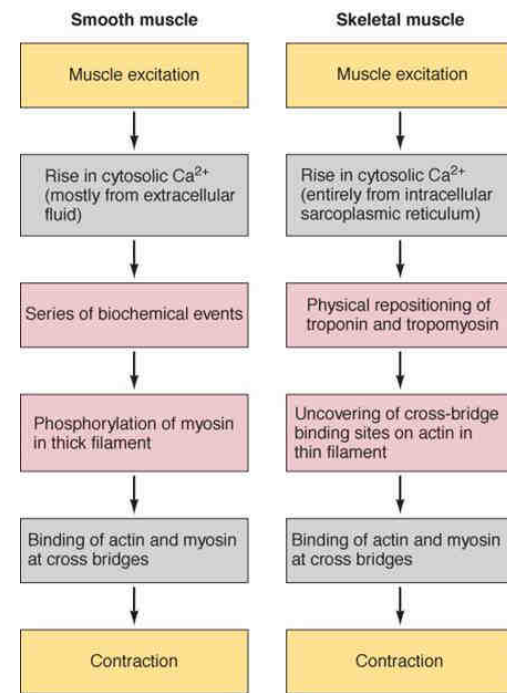 Smooth muscle
Muscle excitation
Rise in cytosolic Ca²⁺
(mostly from extracellular
fluid)
Series of biochemical events
Phosphorylation of myosin
in thick filament
Binding of actin and myosin
at cross bridges
Contraction
Skeletal muscle
Muscle excitation
Rise in cytosolic Ca²⁺
(entirely from intracellular
sarcoplasmic reticulum)
Physical repositioning of
troponin and tropomyosin
Uncovering of cross-bridge
binding sites on actin in
thin filament
Binding of actin and myosin
at cross bridges
Contraction